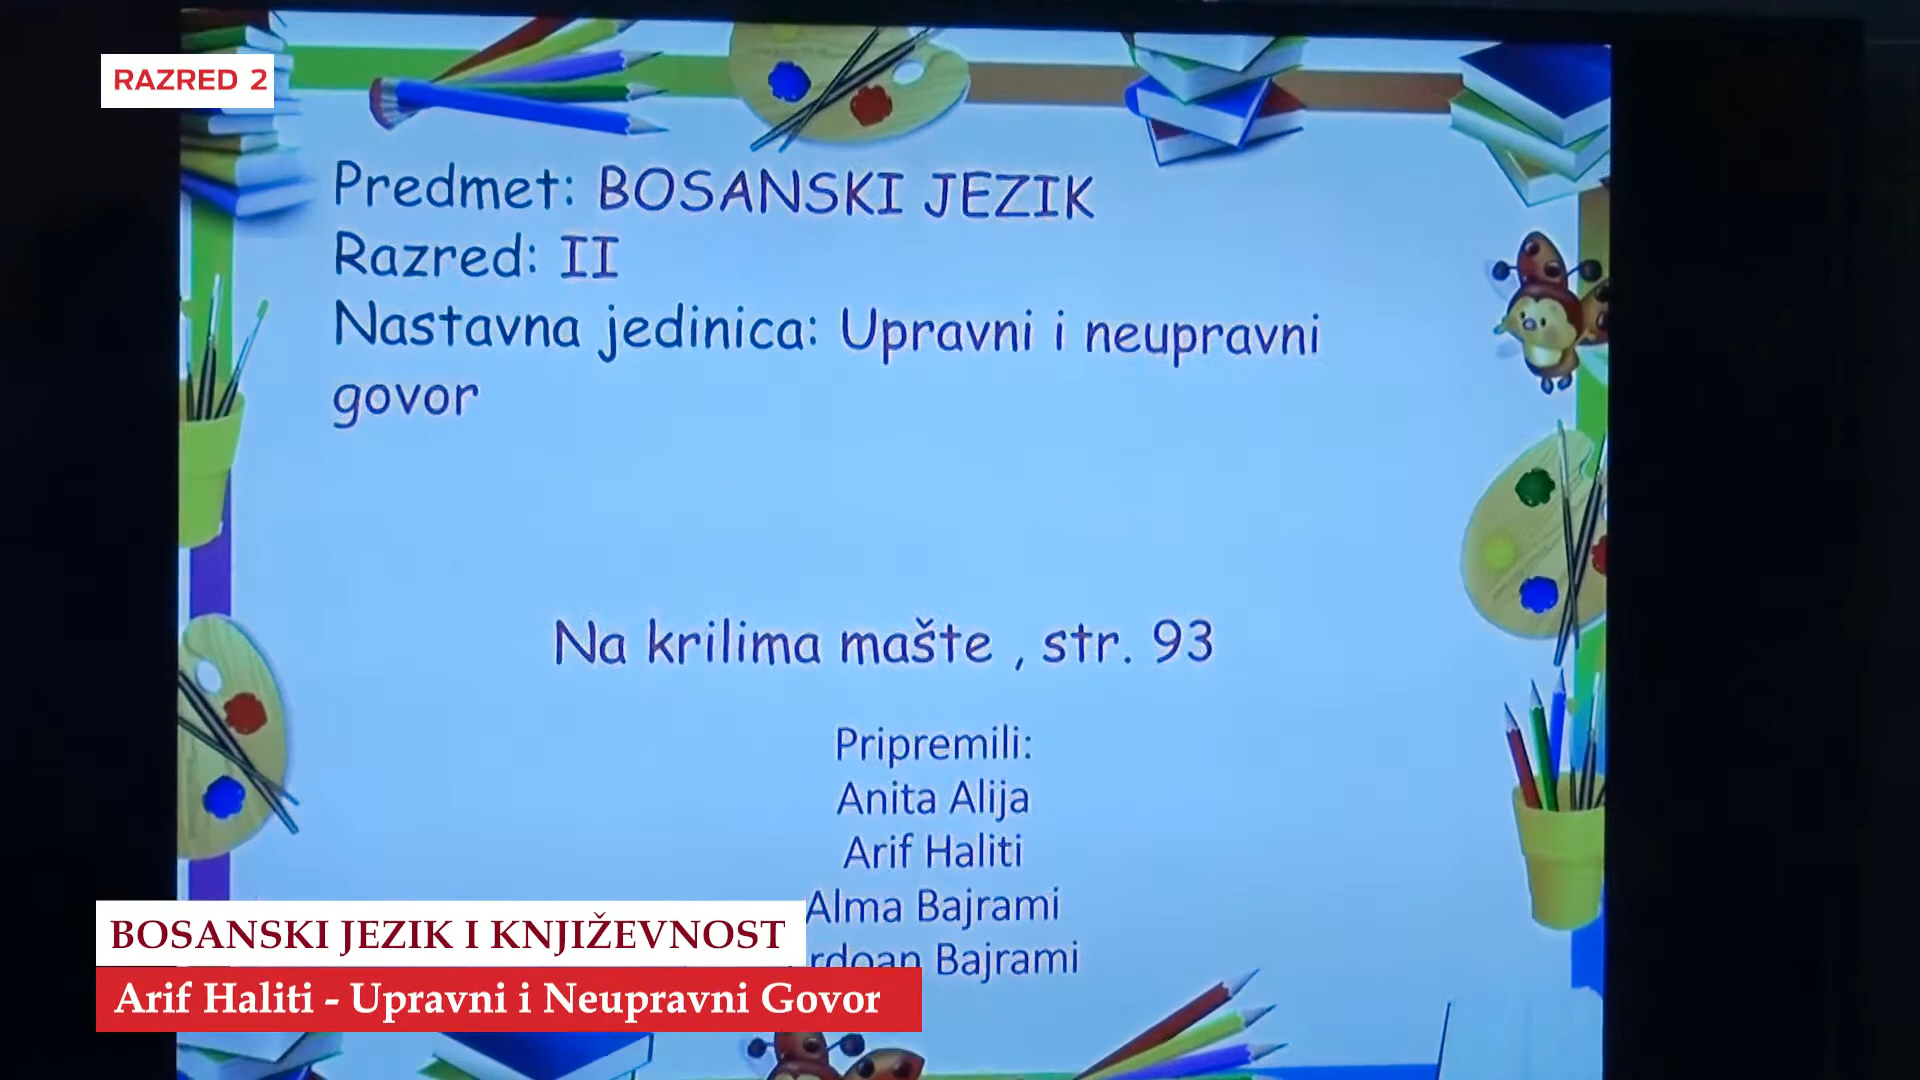 RAZRED 2
Predmet: BOSANSKI JEZIK
Razred: II
Nastavna jedinica: Upravni i neupravni
govor
Na krilima mašte , str. 93
Pripremili:
Anita Alija
Arif Haliti
Alma Bajrami
Bajrami
BOSANSKI JEZIK I KNJIŽEVNOST
Arif Haliti - Upravni i Neupravni Govor